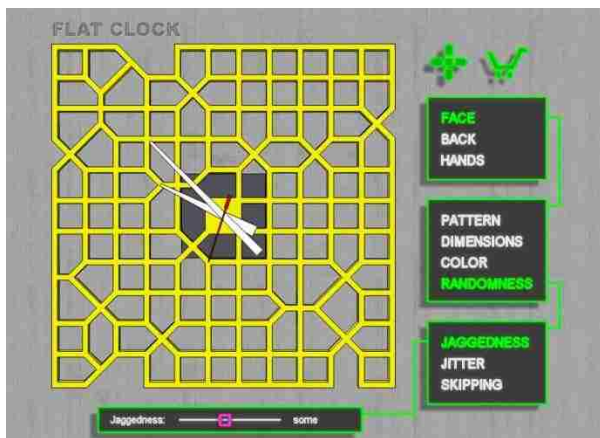 FLAT CLOCK
FACE
BACK
HANDS
PATTERN
DIMENSIONS
COLOR
RANDOMNESS
JAGGEDNESS
JITTER
SKIPPING
Jaggedness: some